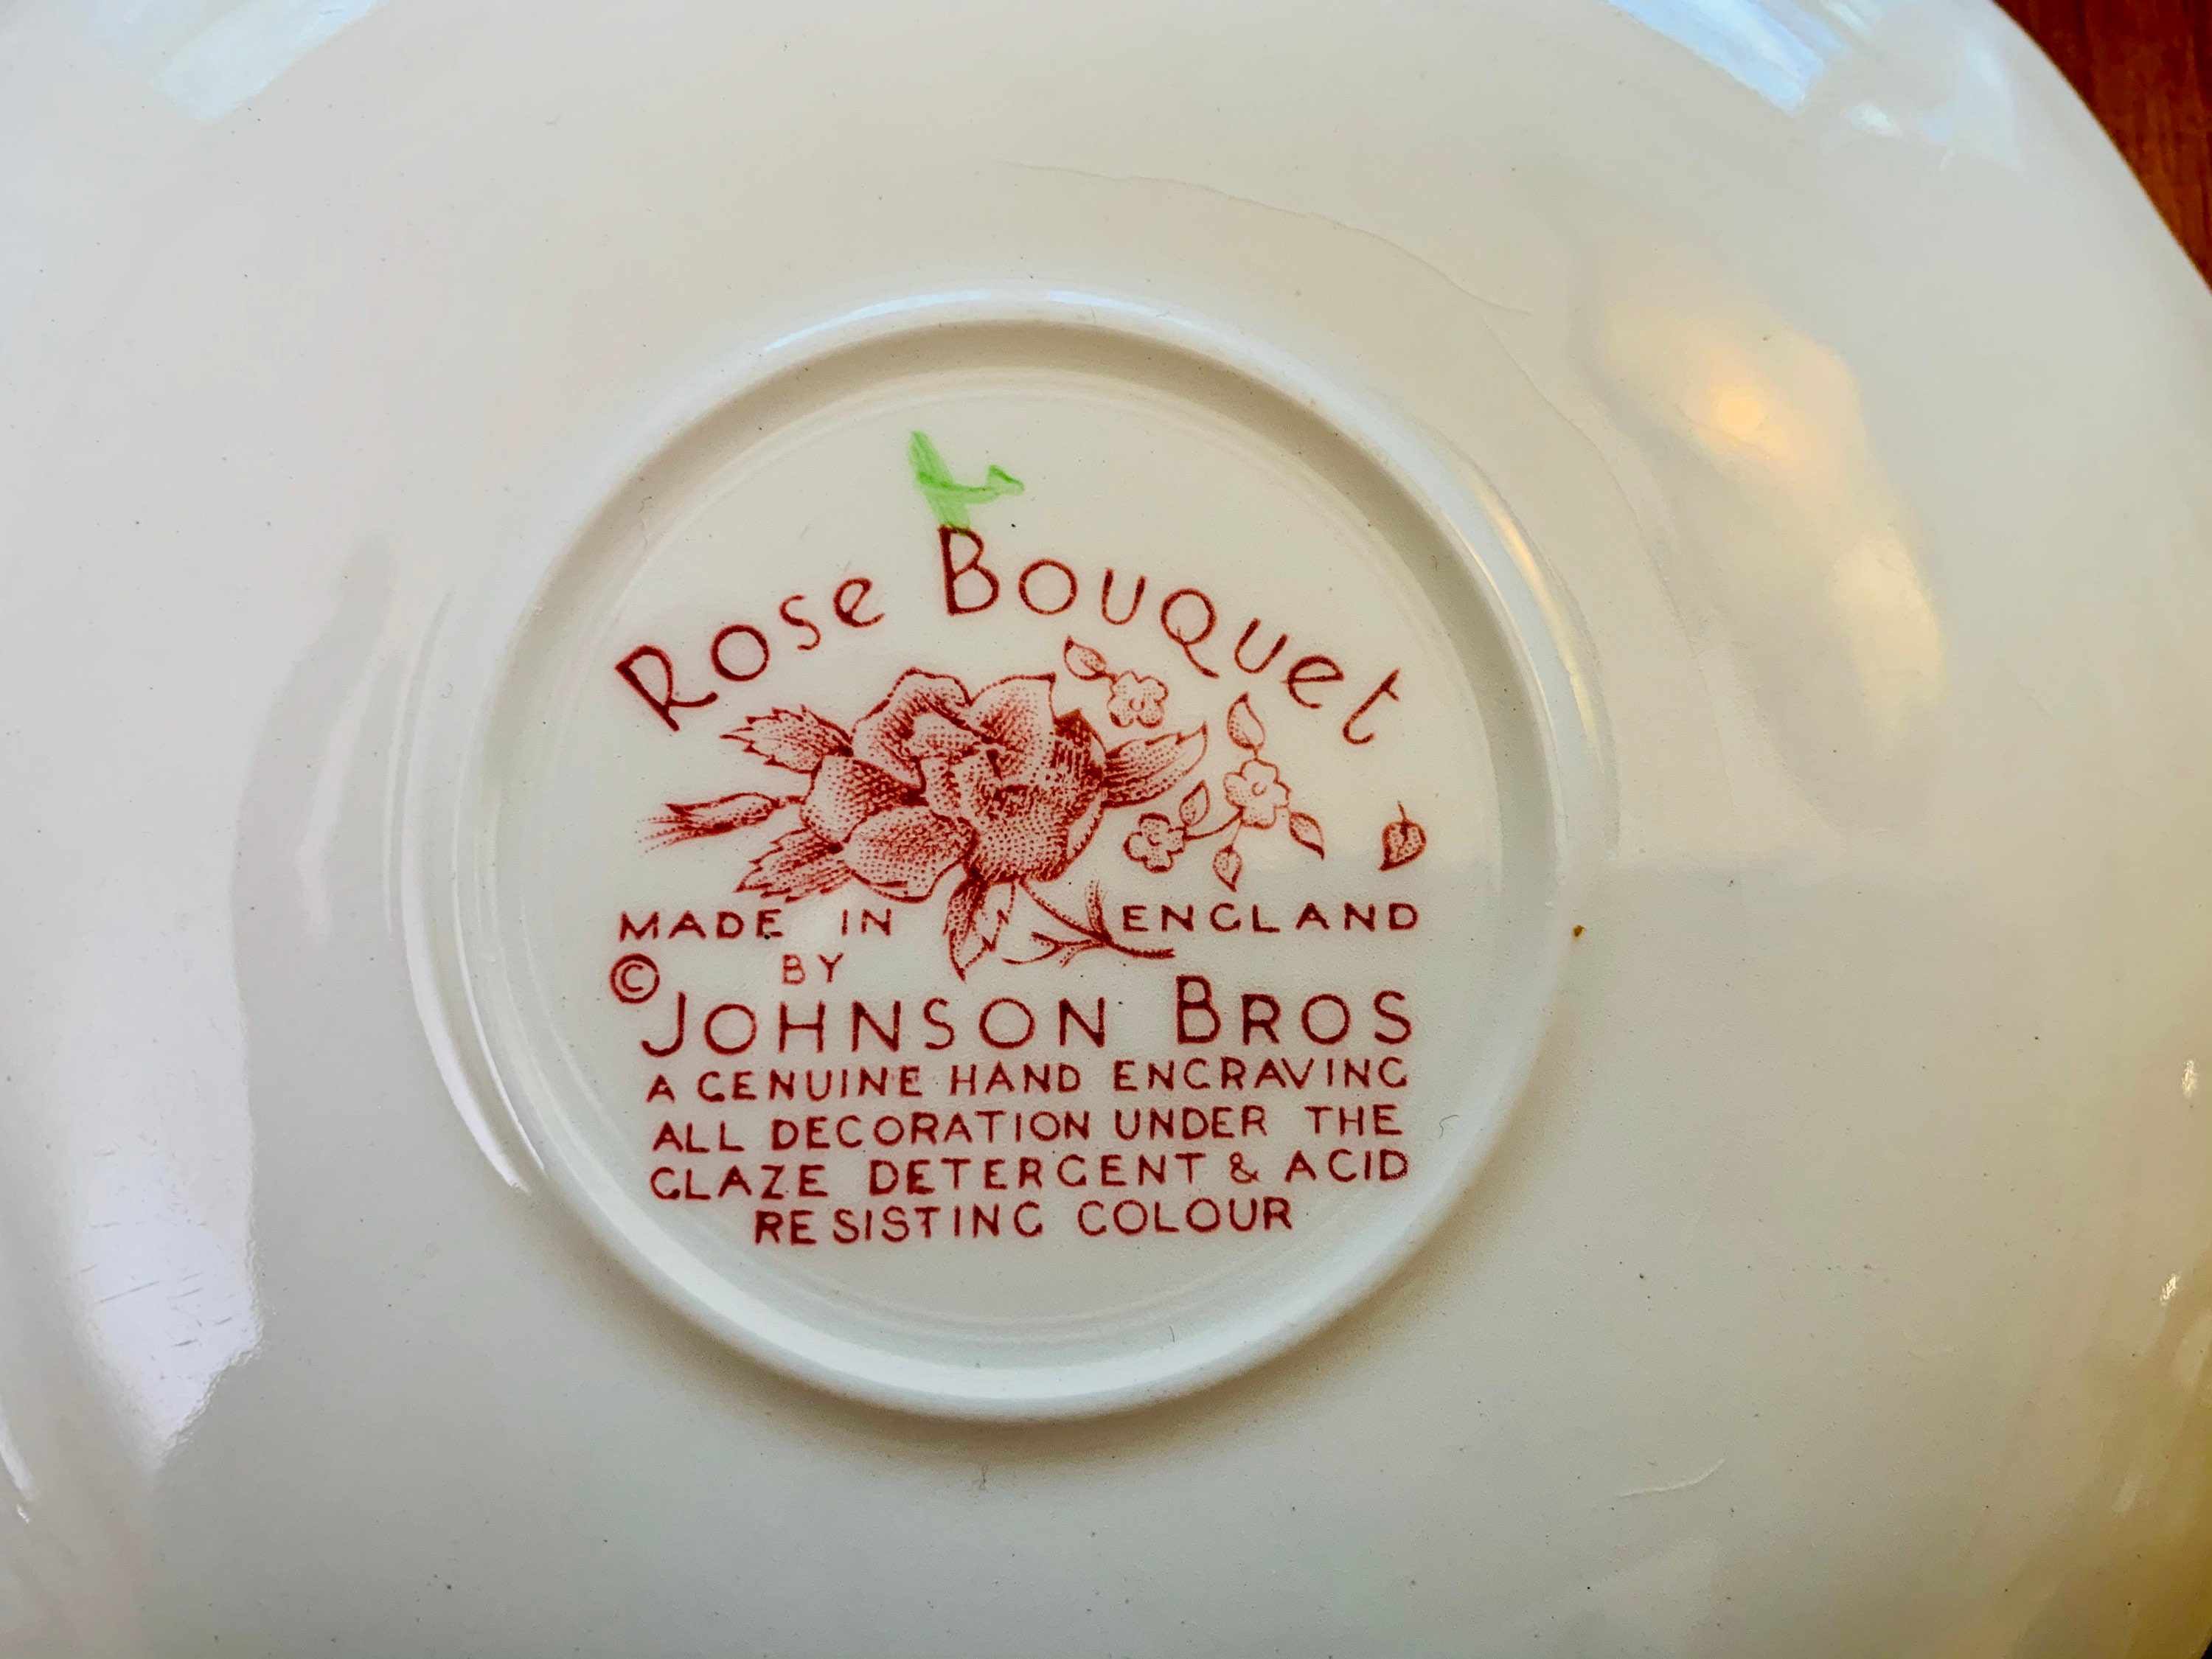 Rose Bouquet
MADE IN ENGLAND
BY
© JOHNSON BROS
A GENUINE HAND ENGRAVING
ALL DECORATION UNDER THE
GLAZE DETERGENT & ACID
RESISTING COLOUR